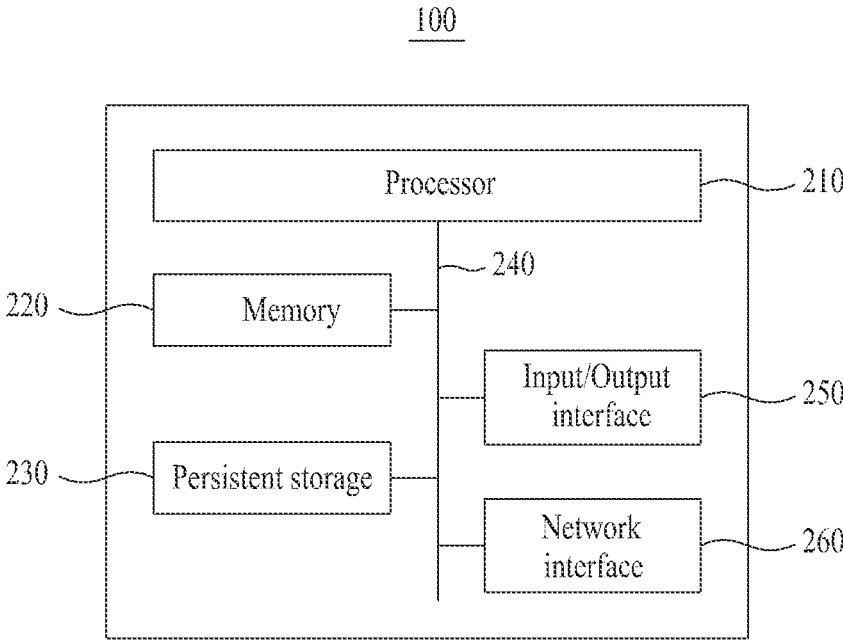 100
Processor
210
240
220
Memory
Input/Output
interface
250
230
Persistent storage
Network
interface
260